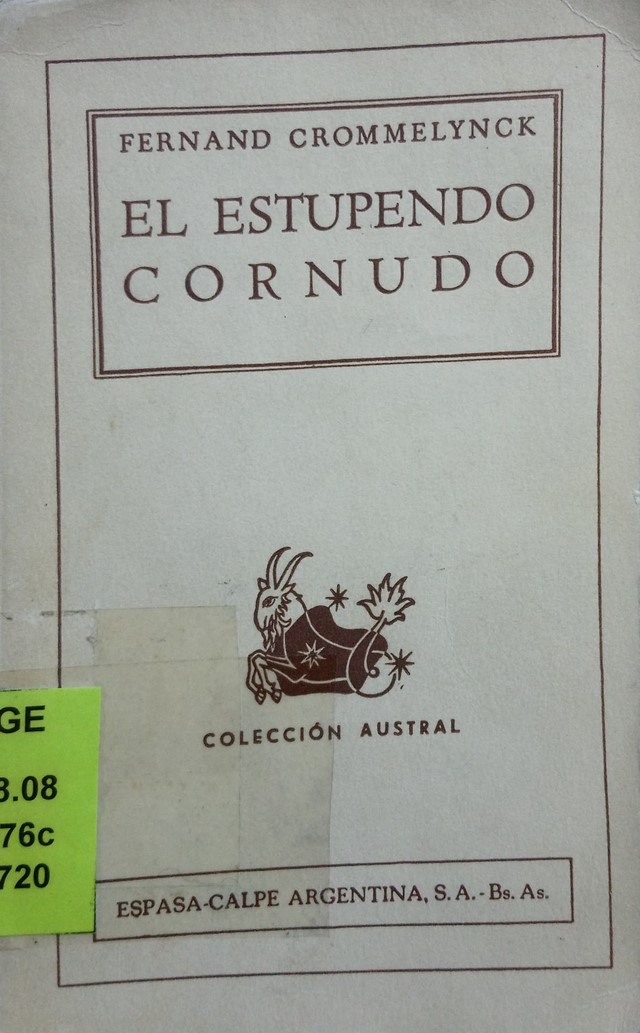 FERNAND CROMMELYNCK
EL ESTUPENDO
CORNUDO
COLECCIÓN AUSTRAL
GE
3.08
76c
720
ESPASA-CALPE ARGENTINA, S. A. - Bs. As.